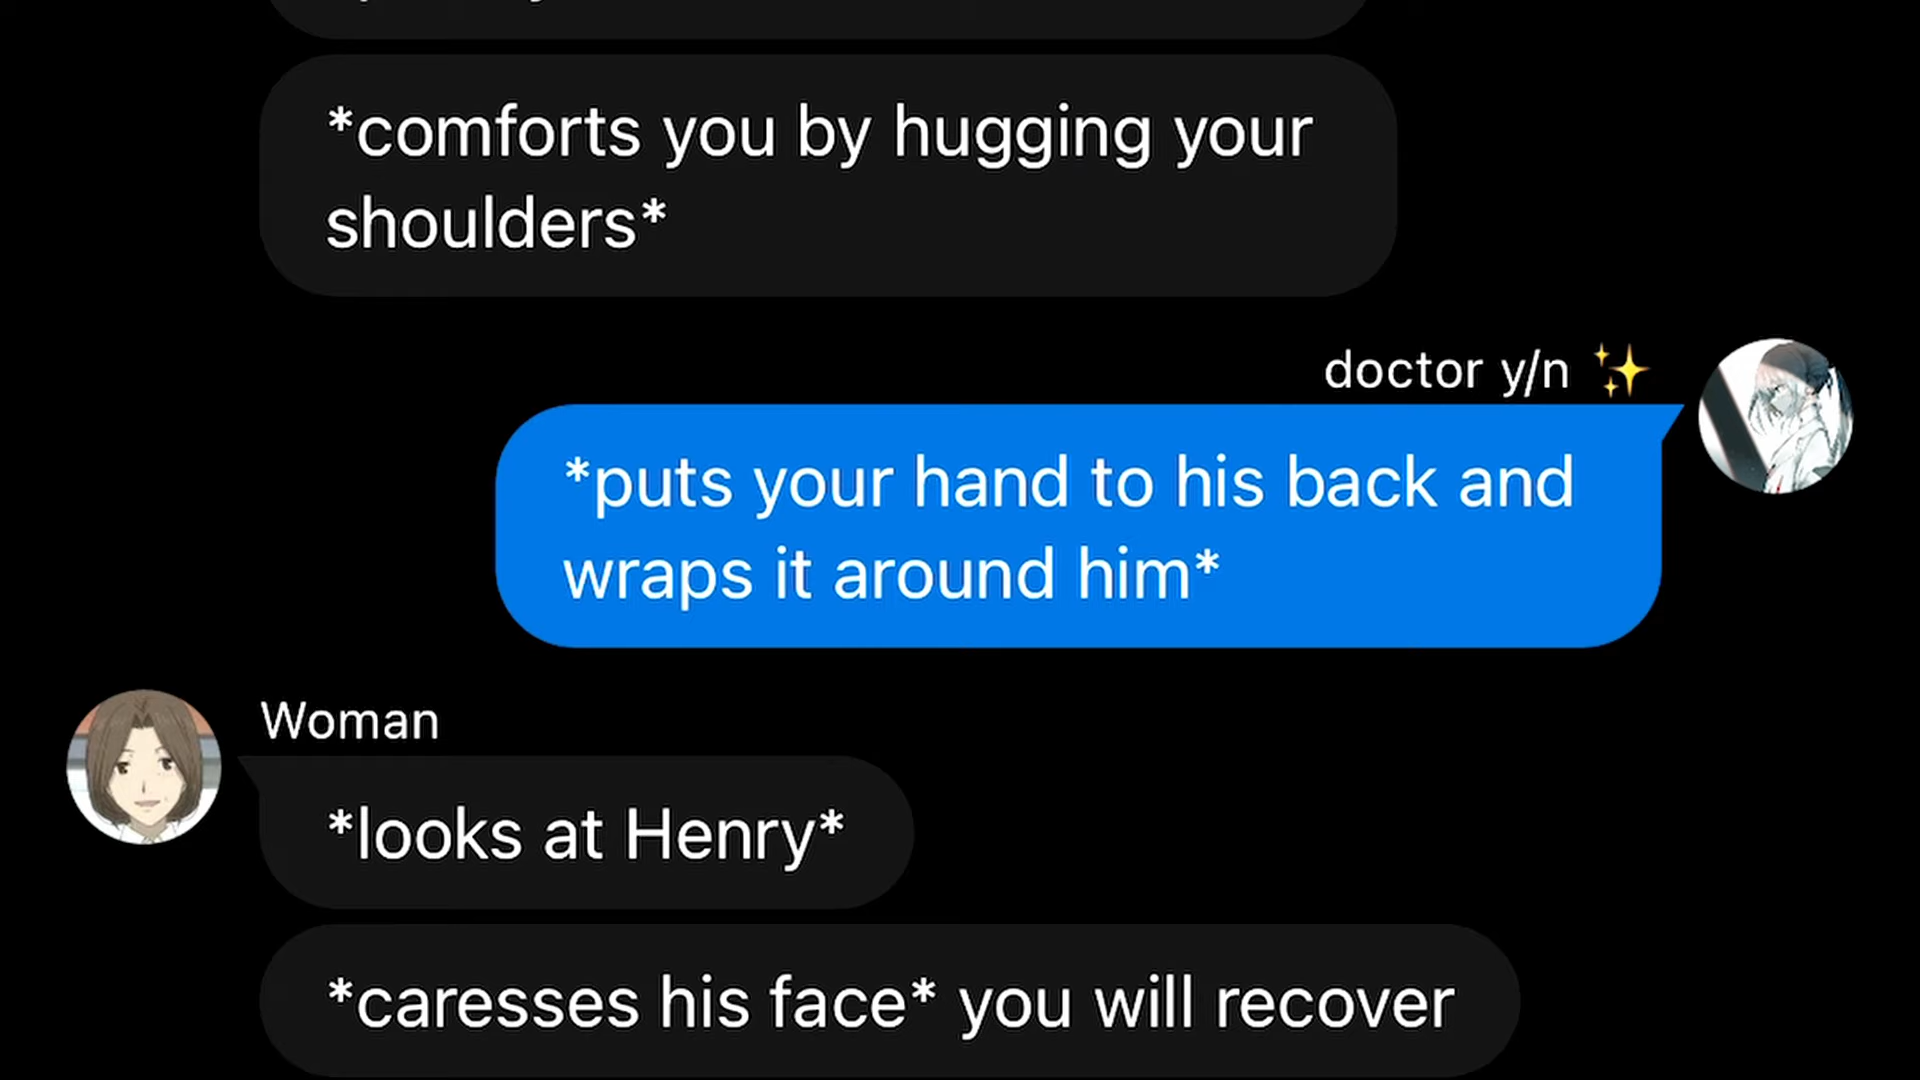 *comforts you by hugging your
shoulders*
doctor y/n ✨
*puts your hand to his back and
wraps it around him*
Woman
*looks at Henry*
*caresses his face* you will recover